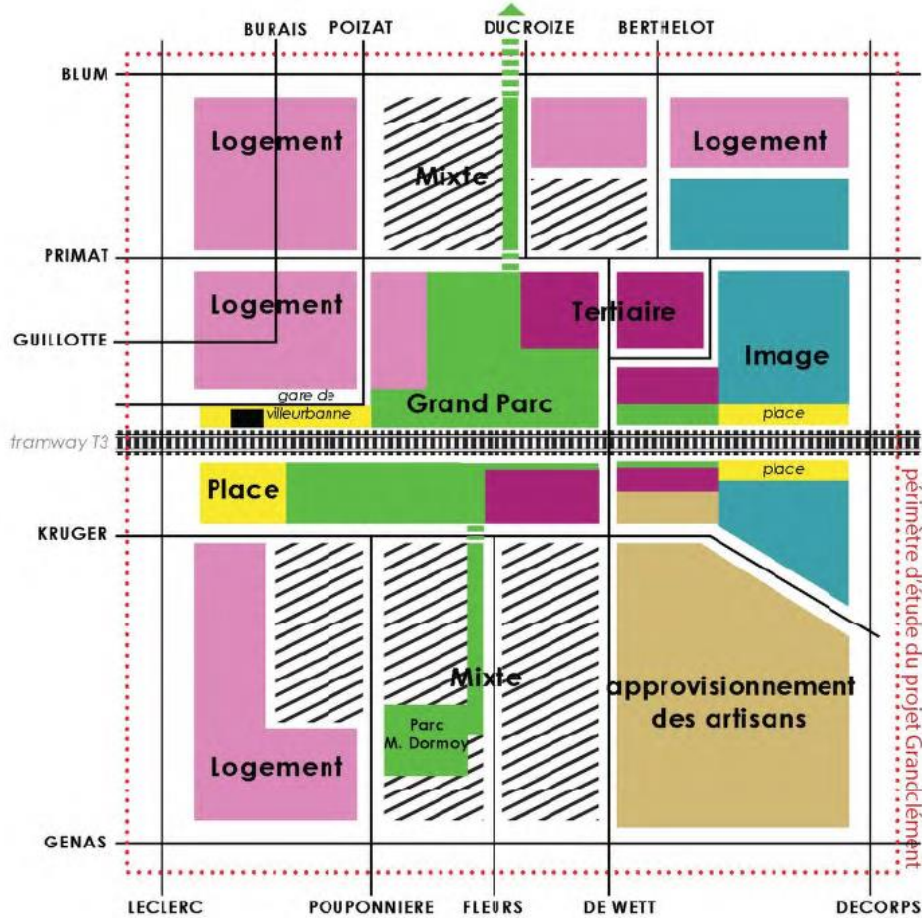 BURAIS POIZAT DUCROIZE BERTHELOT
BLUM
Logement
Logement
Mixte
PRIMAT
Logement
Tertiaire
GUILLOTTE
Image
gare de
villeurbanne
Grand Parc
place
tramway T3
Place
place
KRUGER
périmètre d'étude du projet Grandclément
Mixte
approvisionnement
des artisans
Parc
M. Dormoy
Logement
GENAS
LECLERC POUPONNIERE FLEURS DE WETT DECORPS